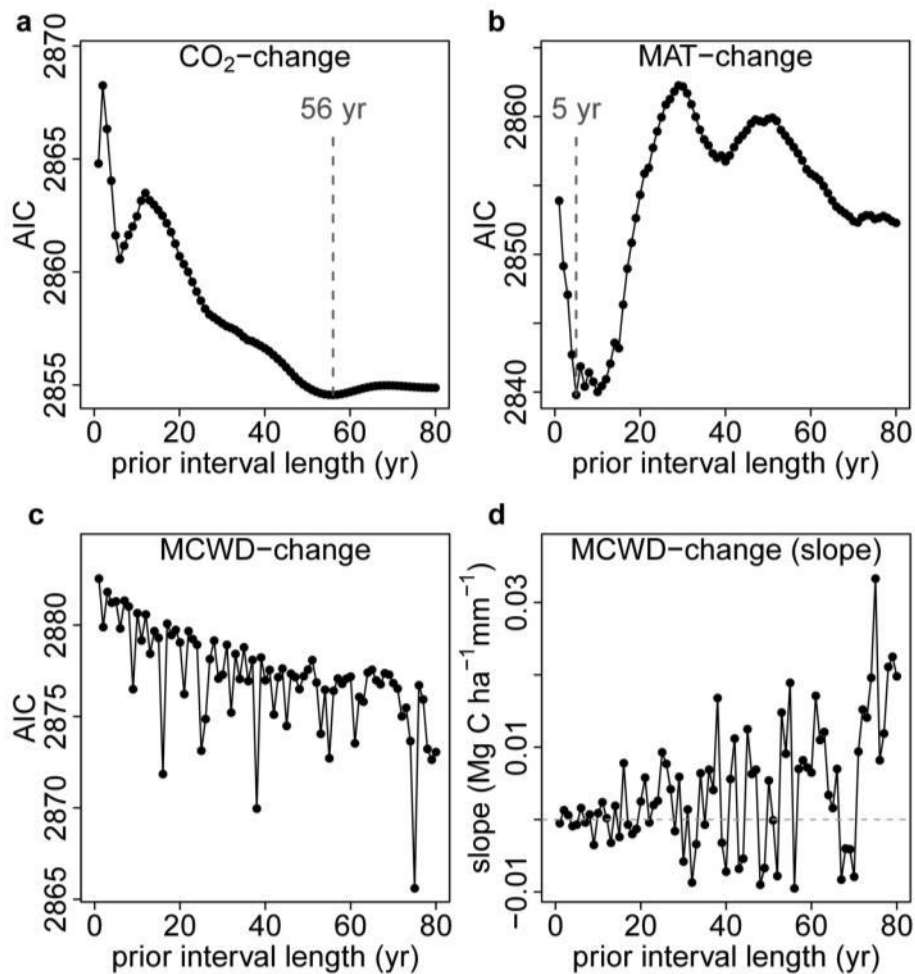 a
CO₂−change
56 yr
AIC
2870
2865
2860
2855
0 20 40 60 80
prior interval length (yr)
b
MAT−change
5 yr
AIC
2860
2850
2840
0 20 40 60 80
prior interval length (yr)
c
MCWD−change
AIC
2880
2875
2870
2865
0 20 40 60 80
prior interval length (yr)
d
MCWD−change (slope)
slope (Mg C ha⁻¹mm⁻¹)
0.03
0.01
−0.01
0 20 40 60 80
prior interval length (yr)